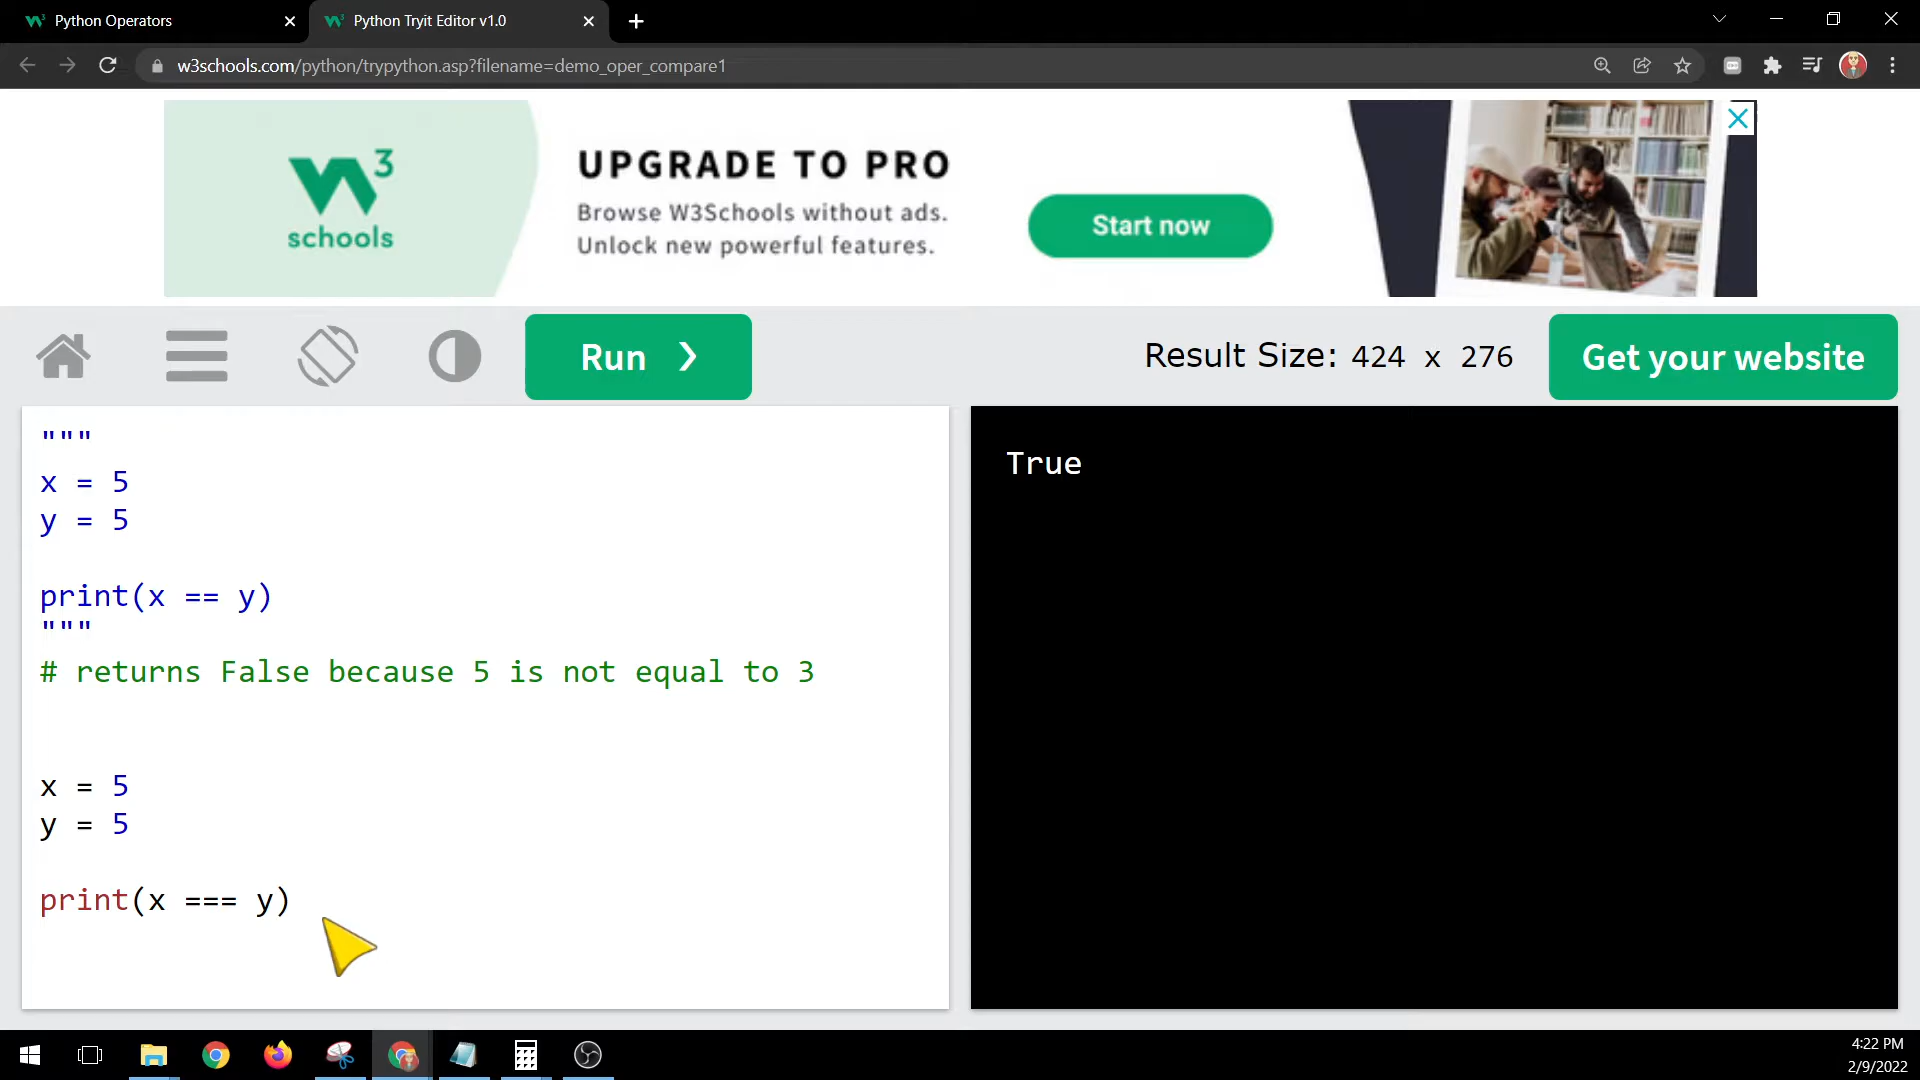 Python Operators
Python Tryit Editor v1.0
w3schools.com/python/trypython.asp?filename=demo_oper_compare1
W3 schools
UPGRADE TO PRO
Browse W3Schools without ads.
Unlock new powerful features.
Start now
Run ❯
Result Size: 424 x 276
Get your website
"""
x = 5
y = 5
print(x == y)
"""
# returns False because 5 is not equal to 3
x = 5
y = 5
print(x === y)
True
4:22 PM
2/9/2022